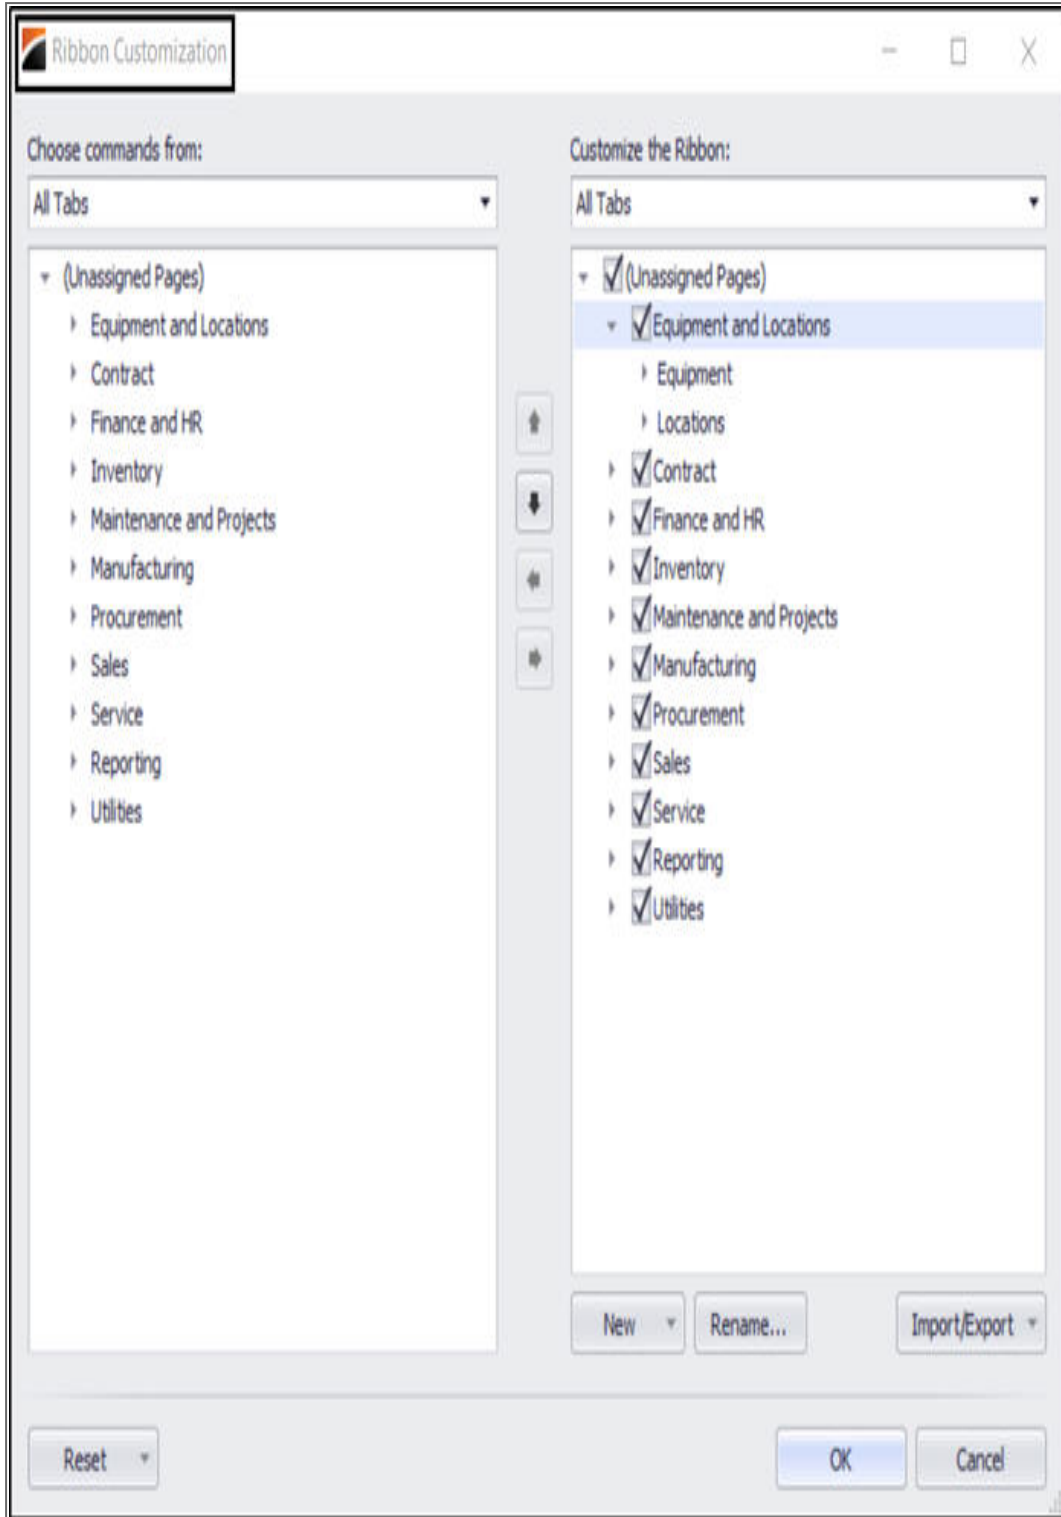 Ribbon Customization
Choose commands from:
All Tabs
(Unassigned Pages)
Equipment and Locations
Contract
Finance and HR
Inventory
Maintenance and Projects
Manufacturing
Procurement
Sales
Service
Reporting
Utilities
Customize the Ribbon:
All Tabs
(Unassigned Pages)
Equipment and Locations
Equipment
Locations
Contract
Finance and HR
Inventory
Maintenance and Projects
Manufacturing
Procurement
Sales
Service
Reporting
Utilities
New
Rename...
Import/Export
Reset
OK
Cancel